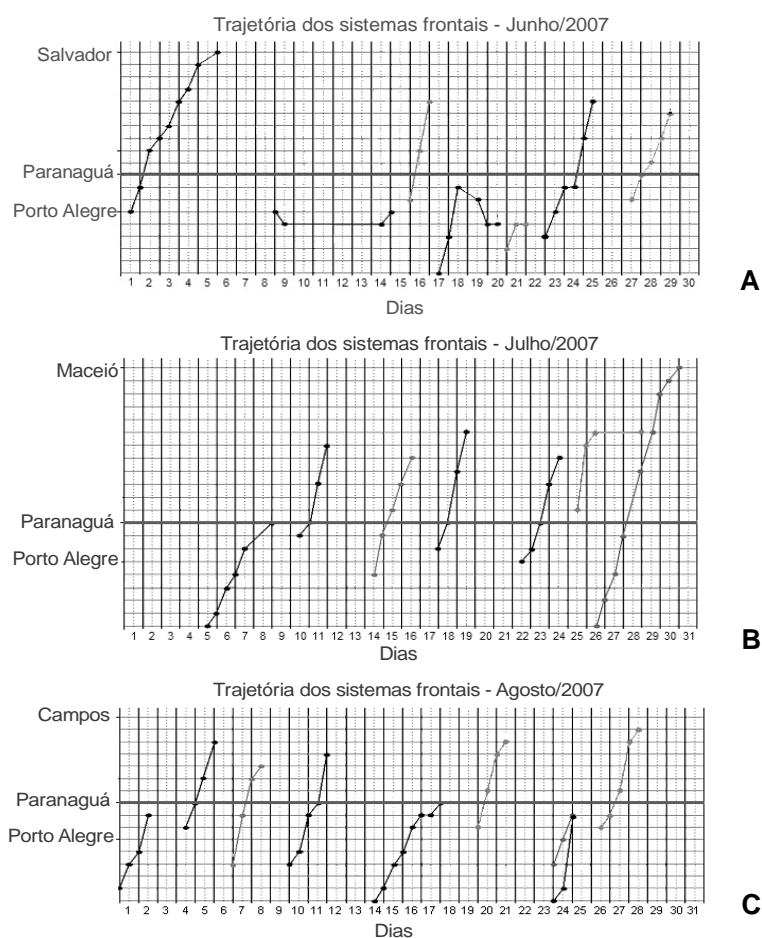 Trajetória dos sistemas frontais - Junho/2007
Salvador
Paranaguá
Porto Alegre
1 2 3 4 5 6 7 8 9 10 11 12 13 14 15 16 17 18 19 20 21 22 23 24 25 26 27 28 29 30
A
Dias
Trajetória dos sistemas frontais - Julho/2007
Maceió
Paranaguá
Porto Alegre
1 2 3 4 5 6 7 8 9 10 11 12 13 14 15 16 17 18 19 20 21 22 23 24 25 26 27 28 29 30 31
B
Dias
Trajetória dos sistemas frontais - Agosto/2007
Campos
Paranaguá
Porto Alegre
1 2 3 4 5 6 7 8 9 10 11 12 13 14 15 16 17 18 19 20 21 22 23 24 25 26 27 28 29 30 31
C
Dias